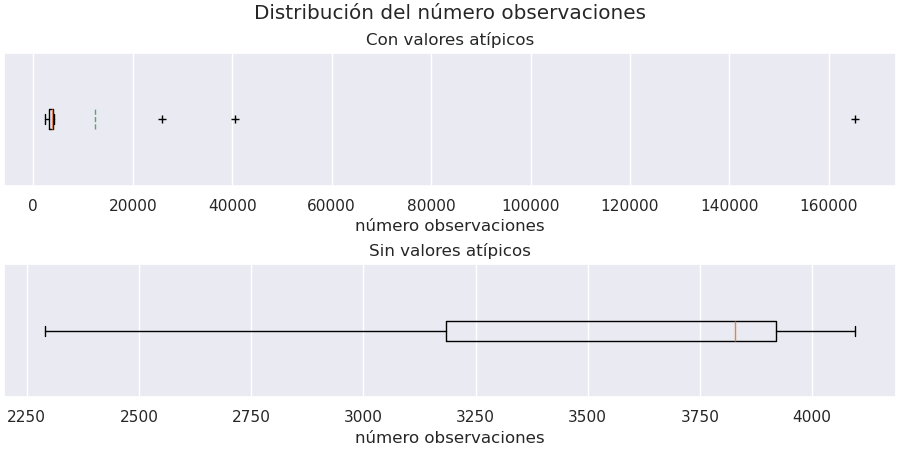 Distribución del número observaciones
Con valores atípicos
0 20000 40000 60000 80000 100000 120000 140000 160000
número observaciones
Sin valores atípicos
2250 2500 2750 3000 3250 3500 3750 4000
número observaciones